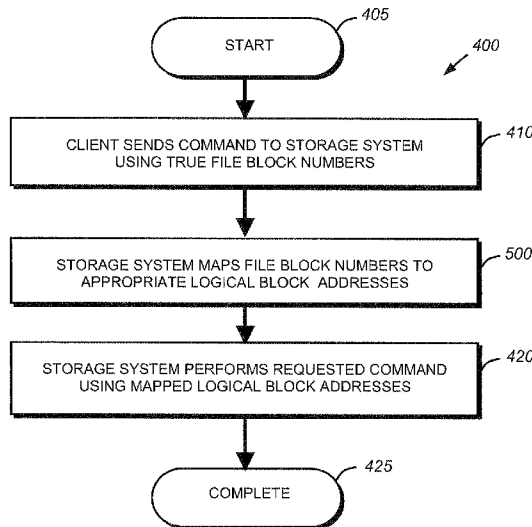 405
START
400
CLIENT SENDS COMMAND TO STORAGE SYSTEM
USING TRUE FILE BLOCK NUMBERS
410
STORAGE SYSTEM MAPS FILE BLOCK NUMBERS TO
APPROPRIATE LOGICAL BLOCK ADDRESSES
500
STORAGE SYSTEM PERFORMS REQUESTED COMMAND
USING MAPPED LOGICAL BLOCK ADDRESSES
420
425
COMPLETE